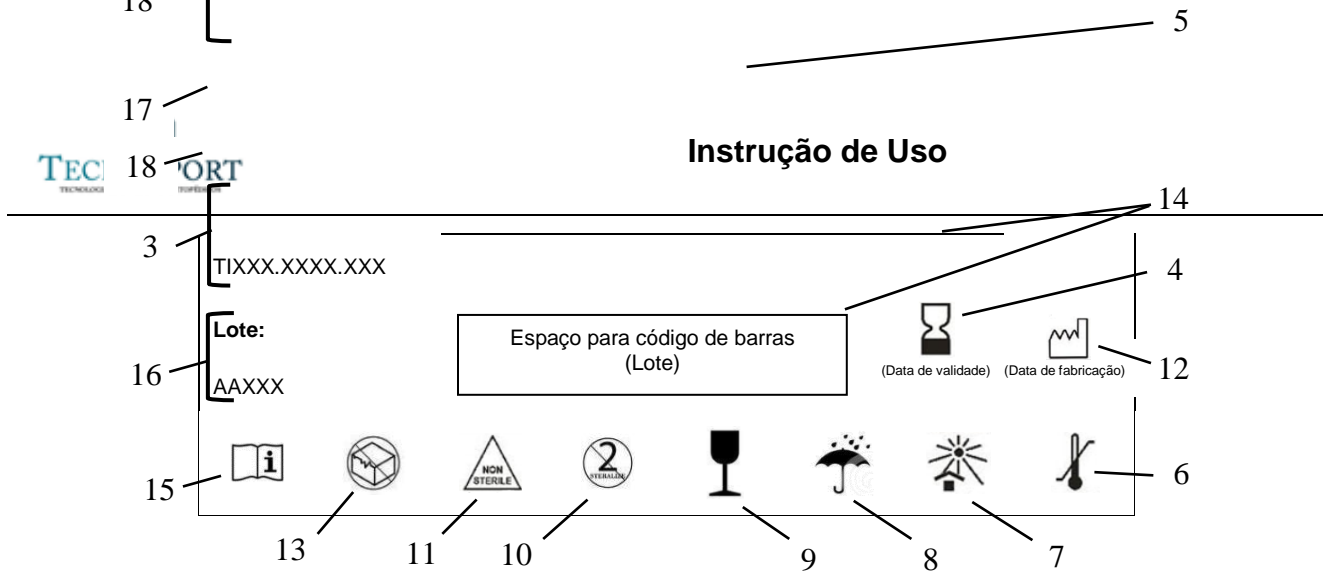 18
5
17
Instrução de Uso
18
14
3
TIXXX.XXXX.XXX
4
Lote:
Espaço para código de barras
(Lote)
(Data de validade) (Data de fabricação)
16
AAXXX
12
i
NON
STERILE
2
STERILIZE
15
6
13
11
10
9
8
7